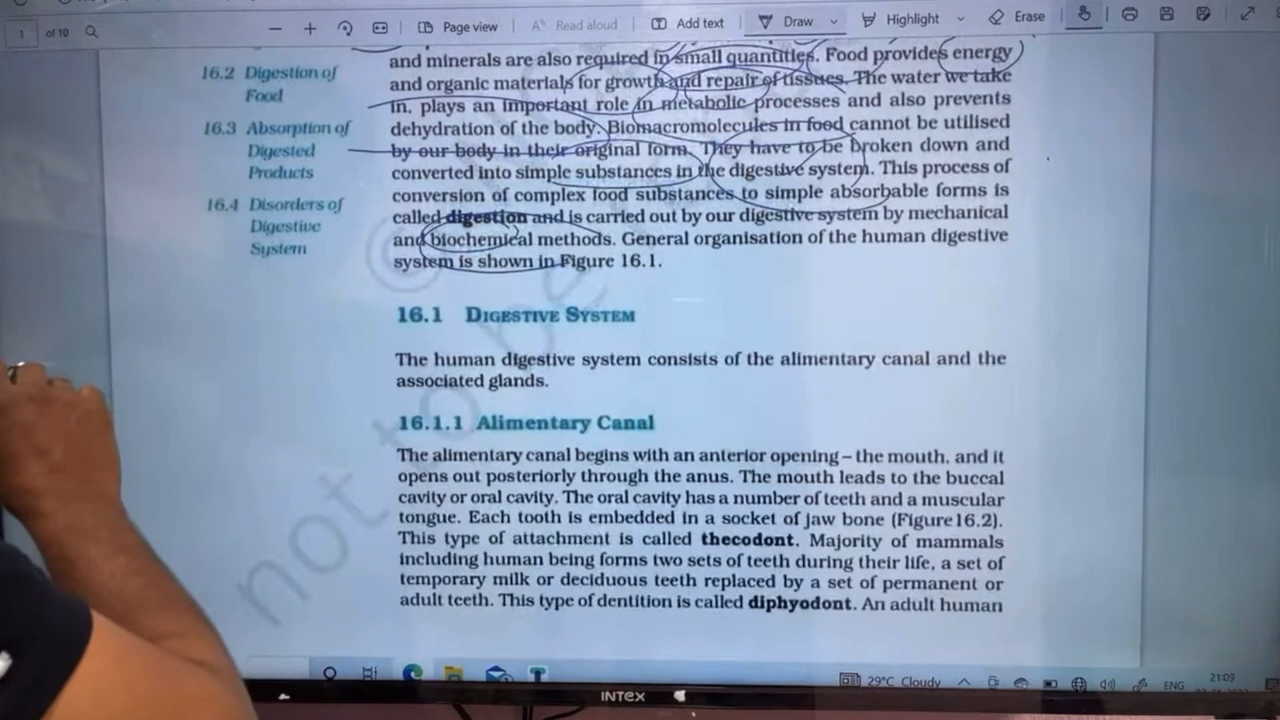 1 of 10
Page view
Read aloud
Add text
Draw
Highlight
Erase
16.2 Digestion of
Food
16.3 Absorption of
Digested
Products
16.4 Disorders of
Digestive
System
and minerals are also required in small quantities. Food provides energy
and organic materials for growth and repair of tissues. The water we take
in, plays an important role in metabolic processes and also prevents
dehydration of the body. Biomacromolecules in food cannot be utilised
by our body in their original form. They have to be broken down and
converted into simple substances in the digestive system. This process of
conversion of complex food substances to simple absorbable forms is
called digestion and is carried out by our digestive system by mechanical
and biochemical methods. General organisation of the human digestive
system is shown in Figure 16.1.
16.1 DIGESTIVE SYSTEM
The human digestive system consists of the alimentary canal and the
associated glands.
16.1.1 Alimentary Canal
The alimentary canal begins with an anterior opening – the mouth, and it
opens out posteriorly through the anus. The mouth leads to the buccal
cavity or oral cavity. The oral cavity has a number of teeth and a muscular
tongue. Each tooth is embedded in a socket of jaw bone (Figure 16.2).
This type of attachment is called thecodont. Majority of mammals
including human being forms two sets of teeth during their life, a set of
temporary milk or deciduous teeth replaced by a set of permanent or
adult teeth. This type of dentition is called diphyodont. An adult human
not to be
29°C Cloudy
ENG
21:09
INTEX